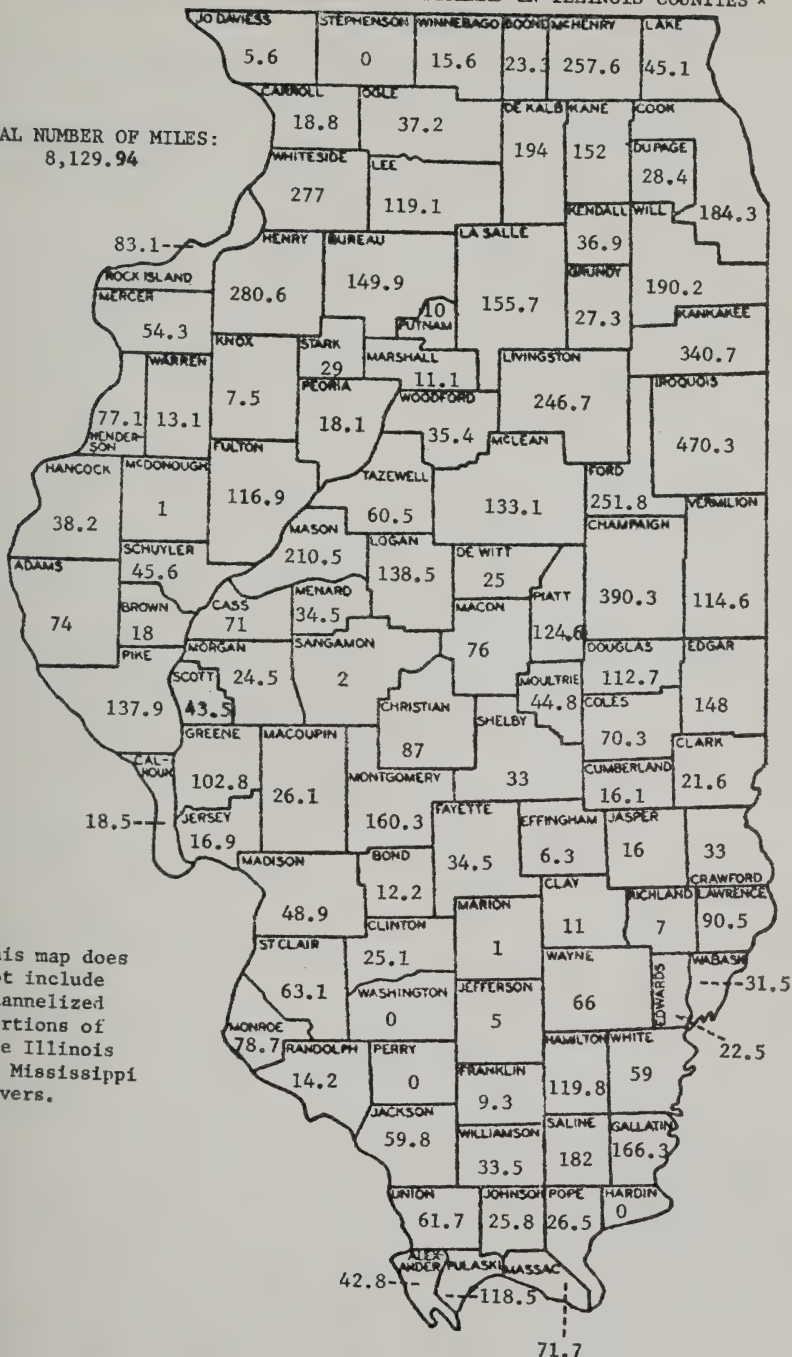 IN ILLINOIS COUNTIES *
JO DAVIESS
5.6
STEPHENSON
0
WINNEBAGO
15.6
BOONE
23.3
MCHENRY
257.6
LAKE
45.1
CARROLL
18.8
OGLE
37.2
DE KALB
194
KANE
152
COOK
184.3
DU PAGE
28.4
AL NUMBER OF MILES:
8,129.94
WHITESIDE
277
LEE
119.1
KENDALL
36.9
WILL
190.2
83.1
ROCK ISLAND
HENRY
280.6
BUREAU
149.9
LA SALLE
155.7
GRUNDY
27.3
10
PUTNAM
KANKAKEE
340.7
MERCER
54.3
KNOX
7.5
STARK
29
MARSHALL
11.1
LIVINGSTON
246.7
IROQUOIS
470.3
WARREN
13.1
77.1
HENDER-
SON
PEORIA
18.1
WOODFORD
35.4
MCLEAN
133.1
FORD
251.8
HANCOCK
38.2
MCDONOUGH
1
FULTON
116.9
TAZEWELL
60.5
VERMILION
114.6
CHAMPAIGH
390.3
MASON
210.5
LOGAN
138.5
DE WITT
25
ADAMS
74
SCHUYLER
45.6
BROWN
18
CASS
71
MENARD
34.5
MACON
76
PIATT
124.6
PIKE
137.9
MORGAN
24.5
SCOTT
43.5
SANGAMON
2
CHRISTIAN
87
MOULTRIE
44.8
DOUGLAS
112.7
EDGAR
148
SHELBY
33
COLES
70.3
CLARK
21.6
CAL-
HOUN
18.5
GREENE
102.8
MACOUPIN
26.1
MONTGOMERY
160.3
CUMBERLAND
16.1
JERSEY
16.9
FAYETTE
34.5
EFFINGHAM
6.3
JASPER
16
33
CRAWFORD
MADISON
48.9
BOND
12.2
CLAY
11
RICHLAND
7
LAWRENCE
90.5
MARION
1
CLINTON
25.1
ST CLAIR
63.1
WASHINGTON
0
JEFFERSON
5
WAYNE
66
EDWARDS
22.5
WABASH
31.5
his map does
ot include
annelized
rtions of
e Illinois
Mississippi
vers.
MONROE
78.7
RANDOLPH
14.2
PERRY
0
HAMILTON
119.8
WHITE
59
FRANKLIN
9.3
JACKSON
59.8
WILLIAMSON
33.5
SALINE
182
GALLATIN
166.3
UNION
61.7
JOHNSON
25.8
POPE
26.5
HARDIN
0
ALEX-
ANDER
42.8
PULASKI
118.5
MASSAC
71.7